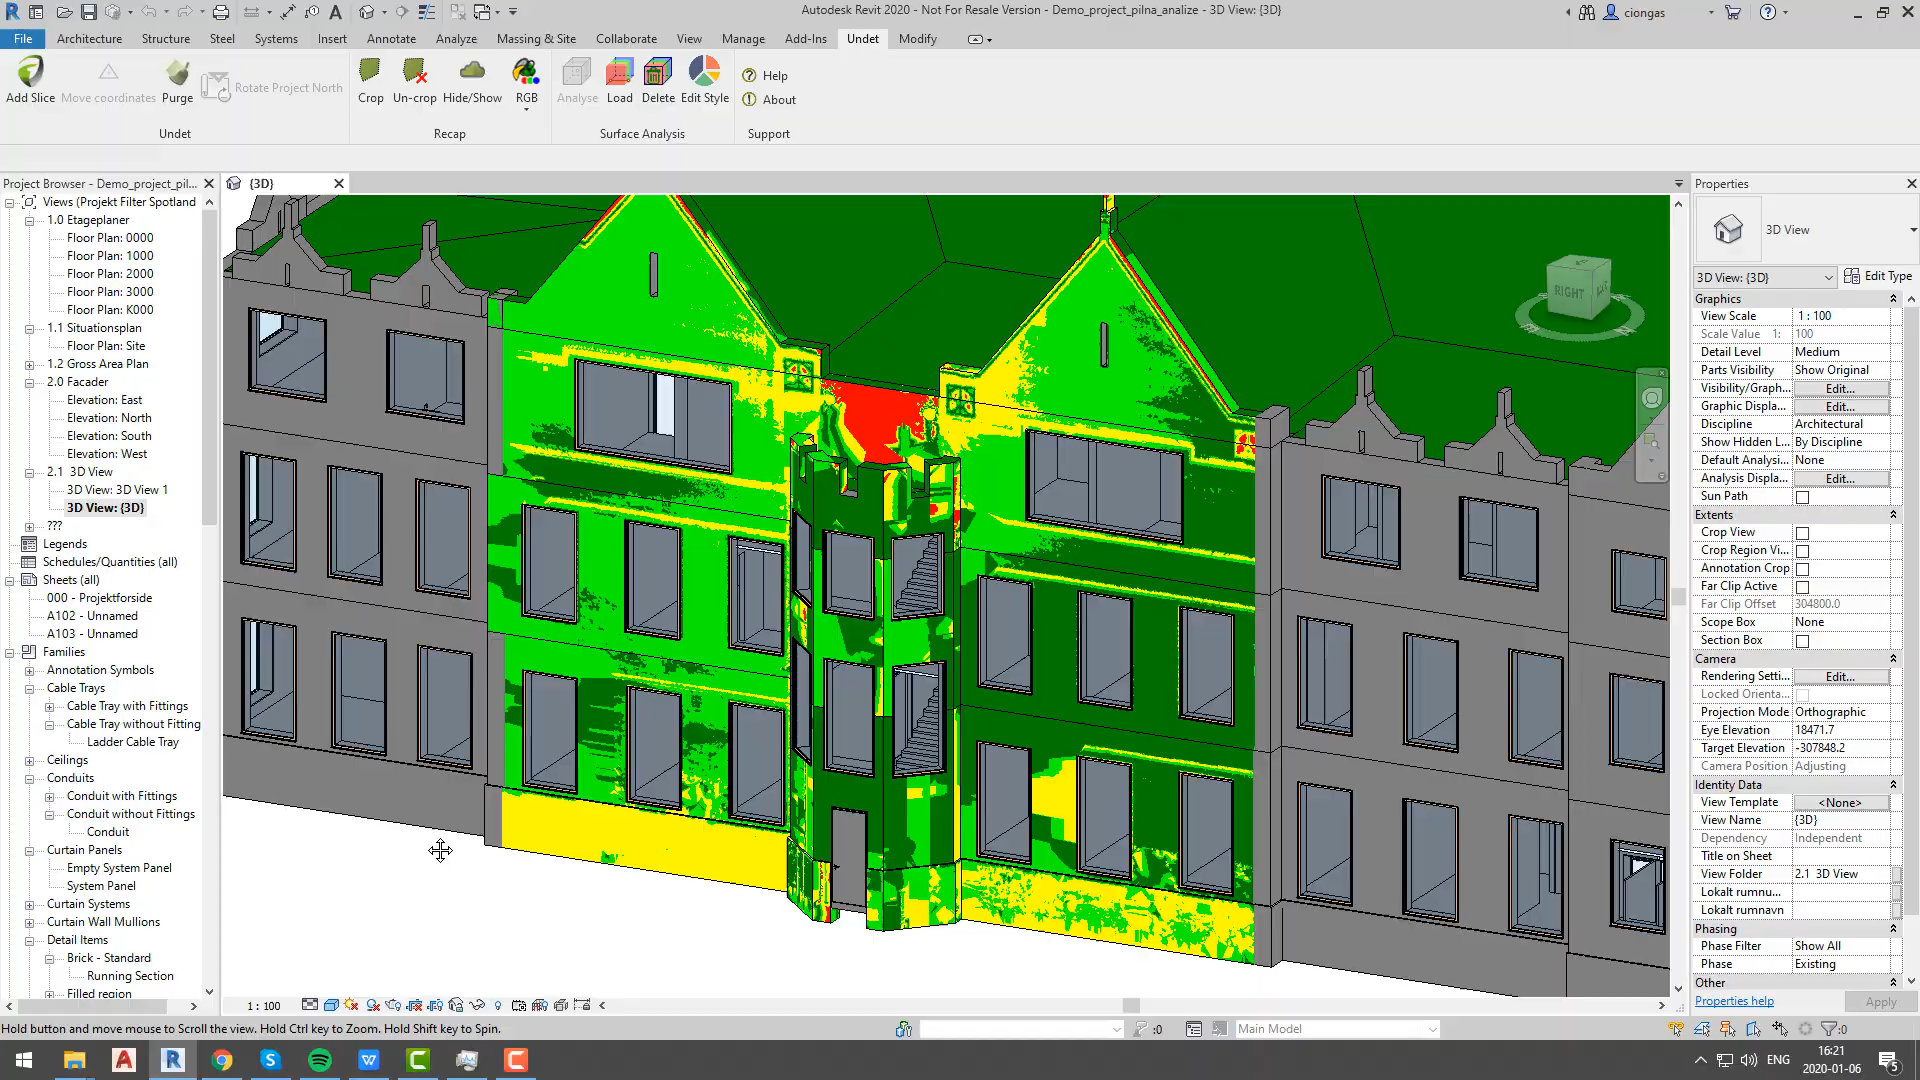 Autodesk Revit 2020 - Not For Resale Version - Demo_project_pilna_analize - 3D View: {3D}
ciongas
File
Architecture
Structure
Steel
Systems
Insert
Annotate
Analyze
Massing & Site
Collaborate
View
Manage
Add-Ins
Undet
Modify
Add Slice
Move coordinates
Purge
Rotate Project North
Crop
Un-crop
Hide/Show
RGB
Analyse
Load
Delete
Edit Style
Help
About
Undet
Recap
Surface Analysis
Support
Project Browser - Demo_project_pil...
Views (Projekt Filter Spotland
1.0 Etageplaner
Floor Plan: 0000
Floor Plan: 1000
Floor Plan: 2000
Floor Plan: 3000
Floor Plan: K000
1.1 Situationsplan
Floor Plan: Site
1.2 Gross Area Plan
2.0 Facader
Elevation: East
Elevation: North
Elevation: South
Elevation: West
2.1 3D View
3D View: 3D View 1
3D View: {3D}
???
Legends
Schedules/Quantities (all)
Sheets (all)
000 - Projektforside
A102 - Unnamed
A103 - Unnamed
Families
Annotation Symbols
Cable Trays
Cable Tray with Fittings
Cable Tray without Fitting
Ladder Cable Tray
Ceilings
Conduits
Conduit with Fittings
Conduit without Fittings
Conduit
Curtain Panels
Empty System Panel
System Panel
Curtain Systems
Curtain Wall Mullions
Detail Items
Brick - Standard
Running Section
Filled region
{3D}
RIGHT
1 : 100
Properties
3D View
3D View: {3D}
Edit Type
Graphics
View Scale 1 : 100
Scale Value 1: 100
Detail Level Medium
Parts Visibility Show Original
Visibility/Graph... Edit...
Graphic Displa... Edit...
Discipline Architectural
Show Hidden L... By Discipline
Default Analysi... None
Analysis Displa... Edit...
Sun Path
Extents
Crop View
Crop Region Vi...
Annotation Crop
Far Clip Active
Far Clip Offset 304800.0
Scope Box None
Section Box
Camera
Rendering Setti... Edit...
Locked Orienta...
Projection Mode Orthographic
Eye Elevation 18471.7
Target Elevation -307848.2
Camera Position Adjusting
Identity Data
View Template <None>
View Name {3D}
Dependency Independent
Title on Sheet
View Folder 2.1 3D View
Lokalt rumnu...
Lokalt rumnavn
Phasing
Phase Filter Show All
Phase Existing
Other
Properties help
Apply
Hold button and move mouse to Scroll the view. Hold Ctrl key to Zoom. Hold Shift key to Spin.
:0
Main Model
:0
ENG
16:21
2020-01-06
5